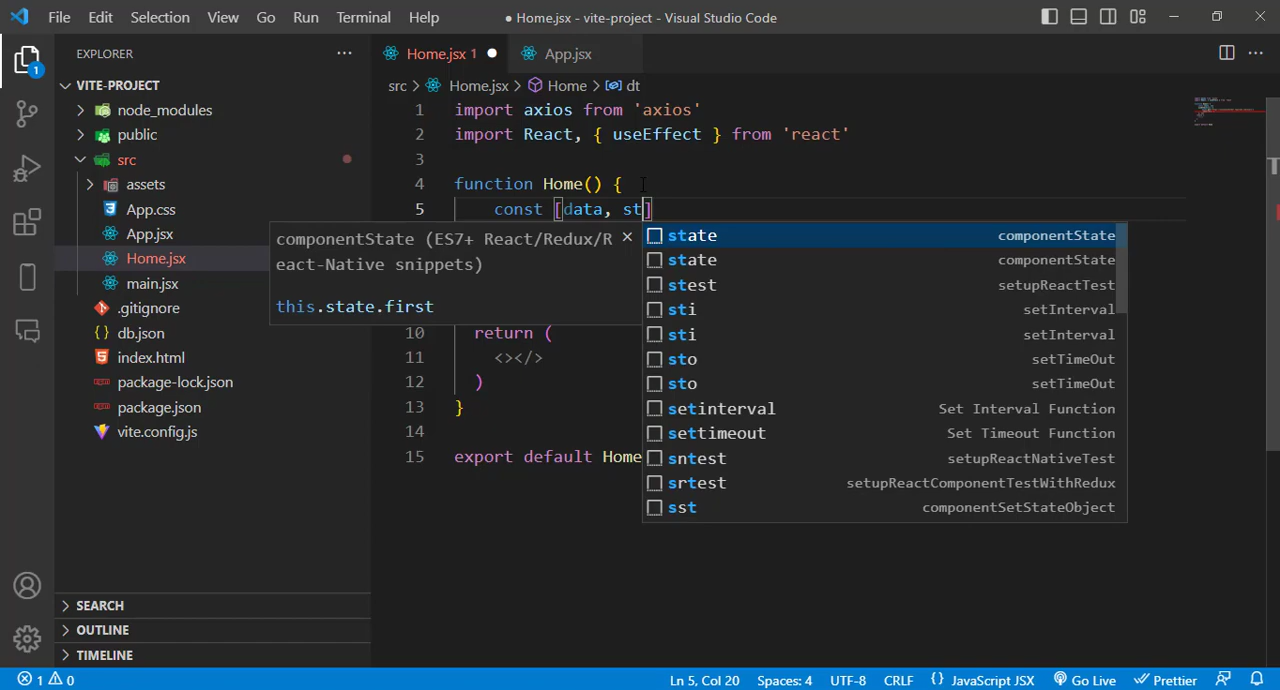 File Edit Selection View Go Run Terminal Help ● Home.jsx - vite-project - Visual Studio Code
EXPLORER
VITE-PROJECT
node_modules
public
src
assets
App.css
App.jsx
Home.jsx
main.jsx
.gitignore
db.json
index.html
package-lock.json
package.json
vite.config.js
SEARCH
OUTLINE
TIMELINE
1
Home.jsx 1 ● App.jsx
src > Home.jsx > Home > dt
1 import axios from 'axios'
2 import React, { useEffect } from 'react'
3
4 function Home() {
5 const [data, st]
componentState (ES7+ React/Redux/R
eact-Native snippets)
this.state.first
state componentState
state componentState
stest setupReactTest
sti setInterval
sti setInterval
sto setTimeOut
sto setTimeOut
setinterval Set Interval Function
settimeout Set Timeout Function
sntest setupReactNativeTest
srtest setupReactComponentTestWithRedux
sst componentSetStateObject
10 return (
11 <></>
12 )
13 }
14
15 export default Home
1 0 Ln 5, Col 20 Spaces: 4 UTF-8 CRLF {} JavaScript JSX Go Live Prettier